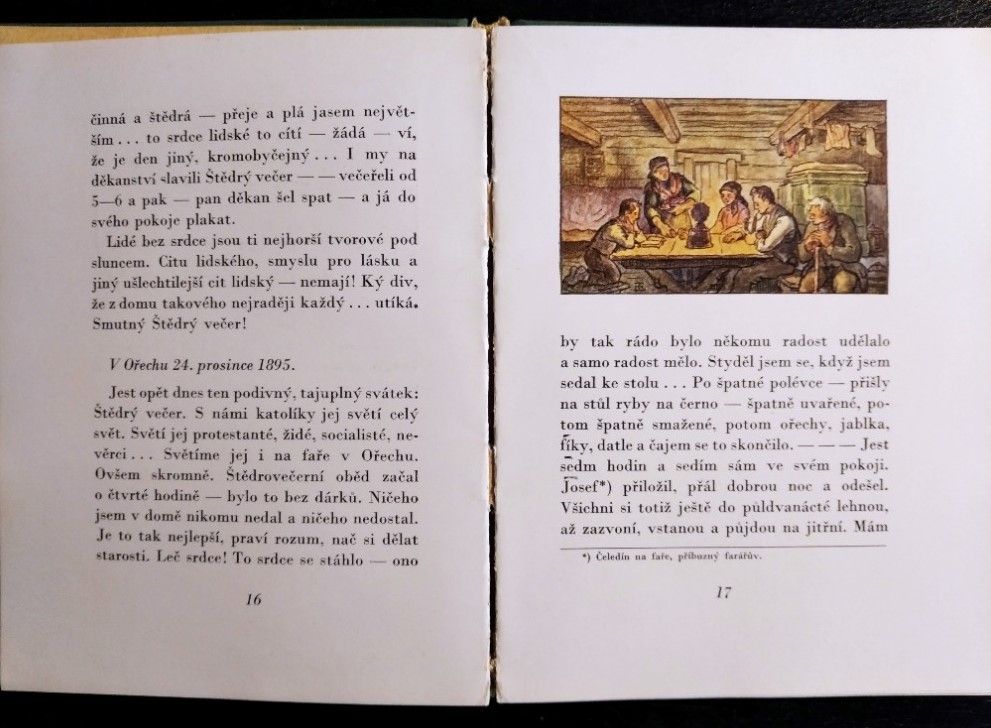 činná a štědrá — přeje a plá jasem největ-
ším... to srdce lidské to cítí — žádá — ví,
že je den jiný, kromobyčejný... I my na
děkanství slavili Štědrý večer — — večeřeli od
5—6 a pak — pan děkan šel spat — a já do
svého pokoje plakat.
Lidé bez srdce jsou ti nejhorší tvorové pod
sluncem. Citu lidského, smyslu pro lásku a
jiný ušlechtilejší cit lidský — nemají! Ký div,
že z domu takového nejraději každý... utíká.
Smutný Štědrý večer!
V Ořechu 24. prosince 1895.
Jest opět dnes ten podivný, tajuplný svátek:
Štědrý večer. S námi katolíky jej světí celý
svět. Světí jej protestanté, židé, socialisté, ne-
věrci... Světíme jej i na faře v Ořechu.
Ovšem skromně. Štědrovečerní oběd začal
o čtvrté hodině — bylo to bez dárků. Ničeho
jsem v domě nikomu nedal a ničeho nedostal.
Je to tak nejlepší, praví rozum, nač si dělat
starosti. Leč srdce! To srdce se stáhlo — ono
16
by tak rádo bylo někomu radost udělalo
a samo radost mělo. Styděl jsem se, když jsem
sedal ke stolu... Po špatné polévce — přišly
na stůl ryby na černo — špatně uvařené, po-
tom špatně smažené, potom ořechy, jablka,
fíky, datle a čajem se to skončilo. — — — Jest
sedm hodin a sedím sám ve svém pokoji.
Josef*) přiložil, přál dobrou noc a odešel.
Všichni si totiž ještě do půldvanácté lehnou,
až zazvoní, vstanou a půjdou na jitřní. Mám
*) Čeledín na faře, příbuzný farářův.
17